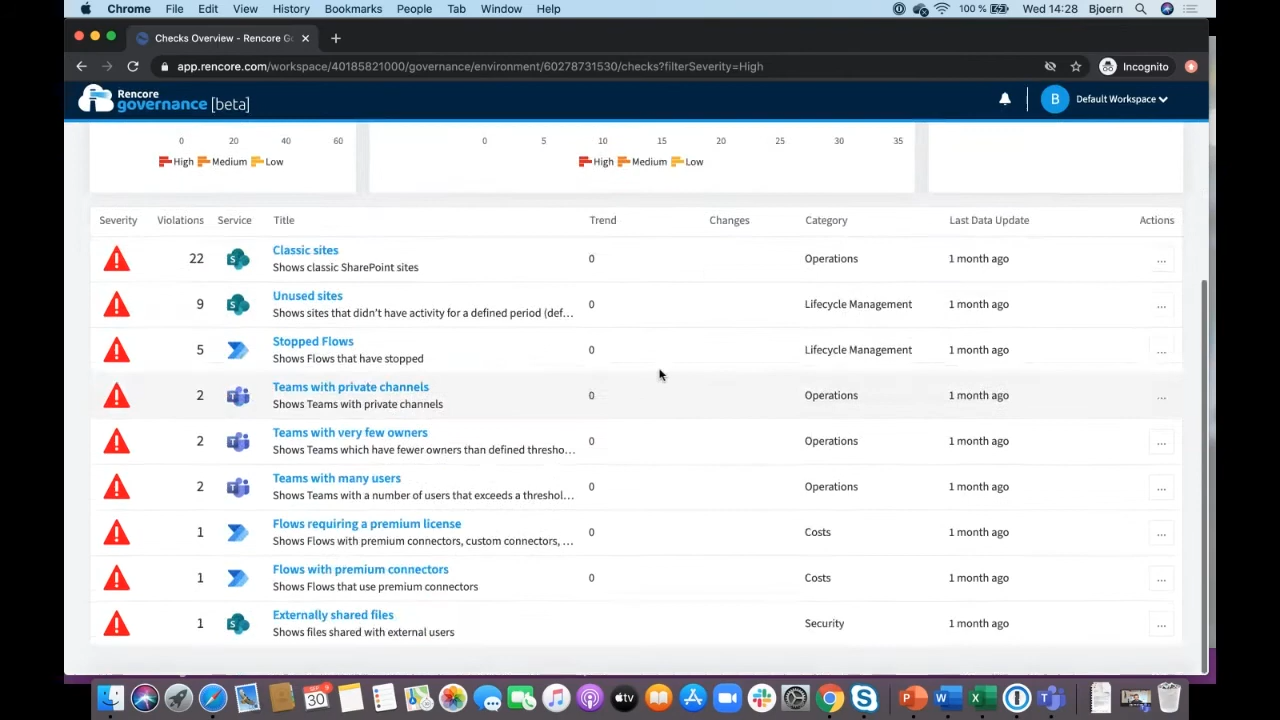 Chrome File Edit View History Bookmarks People Tab Window Help 100 % Wed 14:28 Bjoern
Checks Overview - Rencore Go
app.rencore.com/workspace/40185821000/governance/environment/60278731530/checks?filterSeverity=High Incognito
Rencore
governance [beta] B Default Workspace
0 20 40 60 0 5 10 15 20 25 30 35
High Medium Low High Medium Low
Severity Violations Service Title Trend Changes Category Last Data Update Actions
22 Classic sites 0 Operations 1 month ago ...
Shows classic SharePoint sites
9 Unused sites 0 Lifecycle Management 1 month ago ...
Shows sites that didn't have activity for a defined period (def...
5 Stopped Flows 0 Lifecycle Management 1 month ago ...
Shows Flows that have stopped
2 Teams with private channels 0 Operations 1 month ago ...
Shows Teams with private channels
2 Teams with very few owners 0 Operations 1 month ago ...
Shows Teams which have fewer owners than defined thresho...
2 Teams with many users 0 Operations 1 month ago ...
Shows Teams with a number of users that exceeds a threshol...
1 Flows requiring a premium license 0 Costs 1 month ago ...
Shows Flows with premium connectors, custom connectors, ...
1 Flows with premium connectors 0 Costs 1 month ago ...
Shows Flows that use premium connectors
1 Externally shared files Security 1 month ago ...
Shows files shared with external users
30 tv